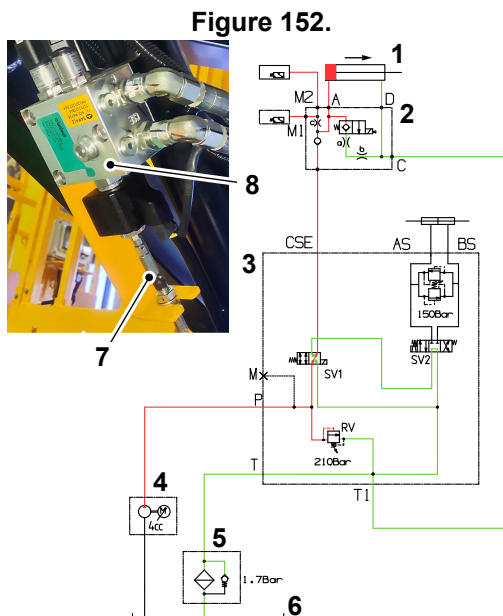 Figure 152.
1
M2
A
D
2
M1
a
b
a
C
8
7
CSE
AS
BS
3
150Bar
SV2
SV1
M
P
RV
210Bar
T
T1
4
M
4cc
5
1.7Bar
6